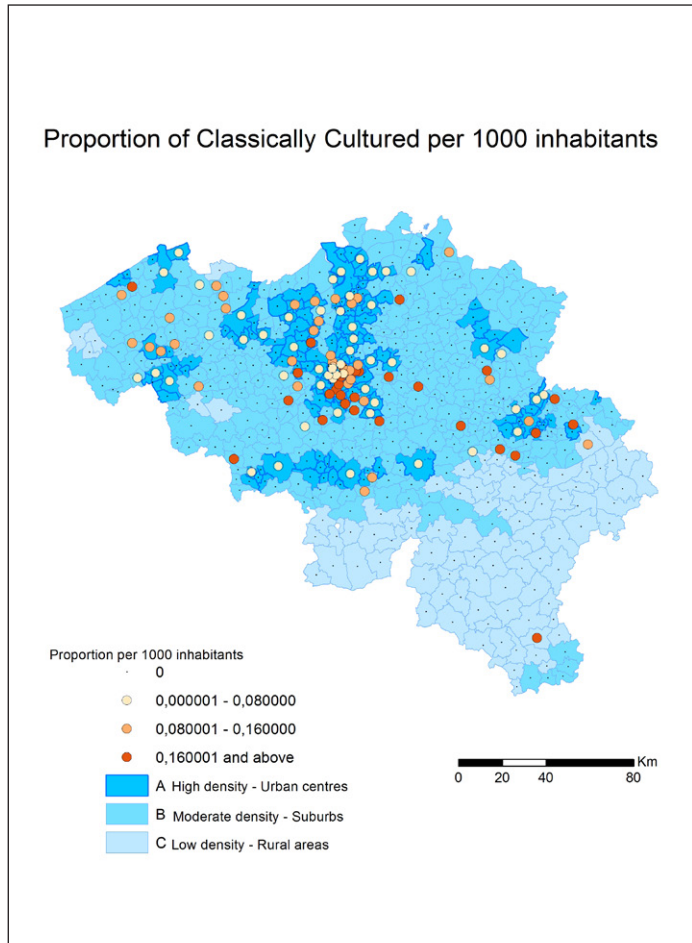 Proportion of Classically Cultured per 1000 inhabitants
Proportion per 1000 inhabitants
0
0,000001 - 0,080000
0,080001 - 0,160000
0,160001 and above
A High density - Urban centres
B Moderate density - Suburbs
C Low density - Rural areas
Km
0 20 40 80